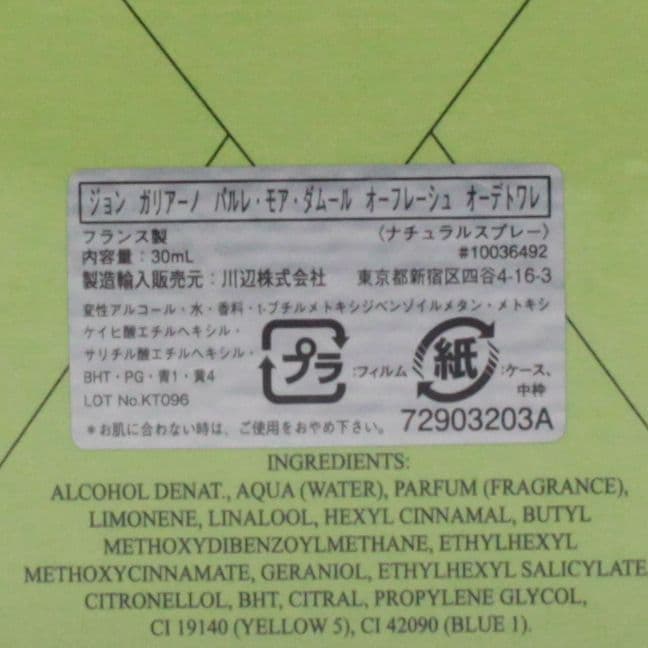 ジョン ガリアーノ パルレ・モア・ダムール オーフレーシュ オーデトワレ
フランス製 （ナチュラルスプレー）
内容量：30mL #10036492
製造輸入販売元：川辺株式会社 東京都新宿区四谷4-16-3
変性アルコール・水・香料・t-ブチルメトキシジベンゾイルメタン・メトキシ
ケイヒ酸エチルヘキシル・
サリチル酸エチルヘキシル・
BHT・PG・青1・黄4
プラ :フィルム 紙 :ケース、
中枠
LOT No.KT096
72903203A
＊お肌に合わない時は、ご使用をおやめ下さい。
INGREDIENTS:
ALCOHOL DENAT., AQUA (WATER), PARFUM (FRAGRANCE),
LIMONENE, LINALOOL, HEXYL CINNAMAL, BUTYL
METHOXYDIBENZOYLMETHANE, ETHYLHEXYL
METHOXYCINNAMATE, GERANIOL, ETHYLHEXYL SALICYLATE
CITRONELLOL, BHT, CITRAL, PROPYLENE GLYCOL,
CI 19140 (YELLOW 5), CI 42090 (BLUE 1).